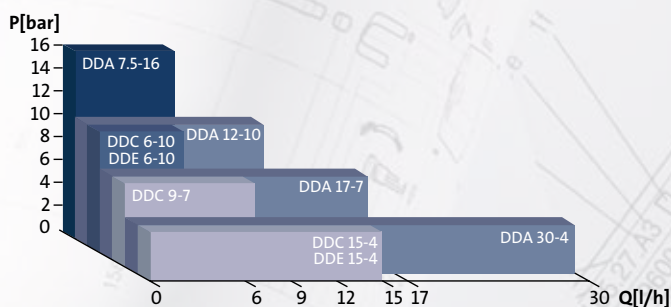 P[bar]
16
14
12
10
8
6
4
2
0
DDA 7.5-16
DDC 6-10
DDE 6-10
DDA 12-10
DDC 9-7
DDA 17-7
DDC 15-4
DDE 15-4
DDA 30-4
0 6 9 12 15 17 30 Q[l/h]